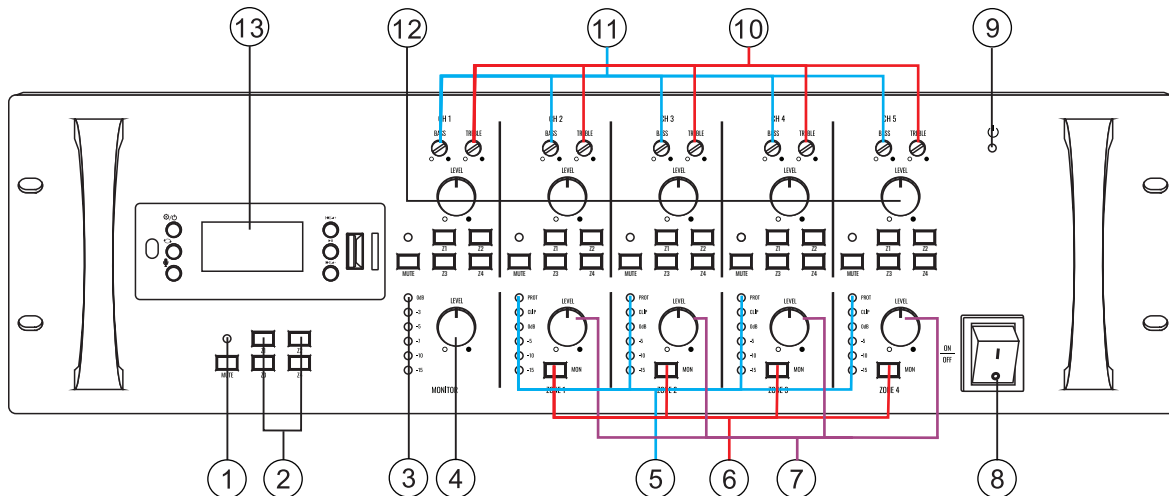 13 12 11 10 9
CH 1 CH 2 CH 3 CH 4 CH 5
BASS TREBLE BASS TREBLE BASS TREBLE BASS TREBLE BASS TREBLE
LEVEL LEVEL LEVEL LEVEL LEVEL
Z1 Z2 Z1 Z2 Z1 Z2 Z1 Z2 Z1 Z2
MUTE Z3 Z4 MUTE Z3 Z4 MUTE Z3 Z4 MUTE Z3 Z4 MUTE Z3 Z4
0dB LEVEL PROT LEVEL PROT LEVEL PROT LEVEL PROT LEVEL
-3 CLIP CLIP CLIP CLIP
-5 0dB 0dB 0dB 0dB
-7 -5 -5 -5 -5
-10 -10 -10 -10 -10
-15 -15 -15 -15 -15
MON MON MON MON
MUTE
ON
OFF
I
MONITOR ZONE 1 ZONE 2 ZONE 3 ZONE 4
1 2 3 4 5 6 7 8